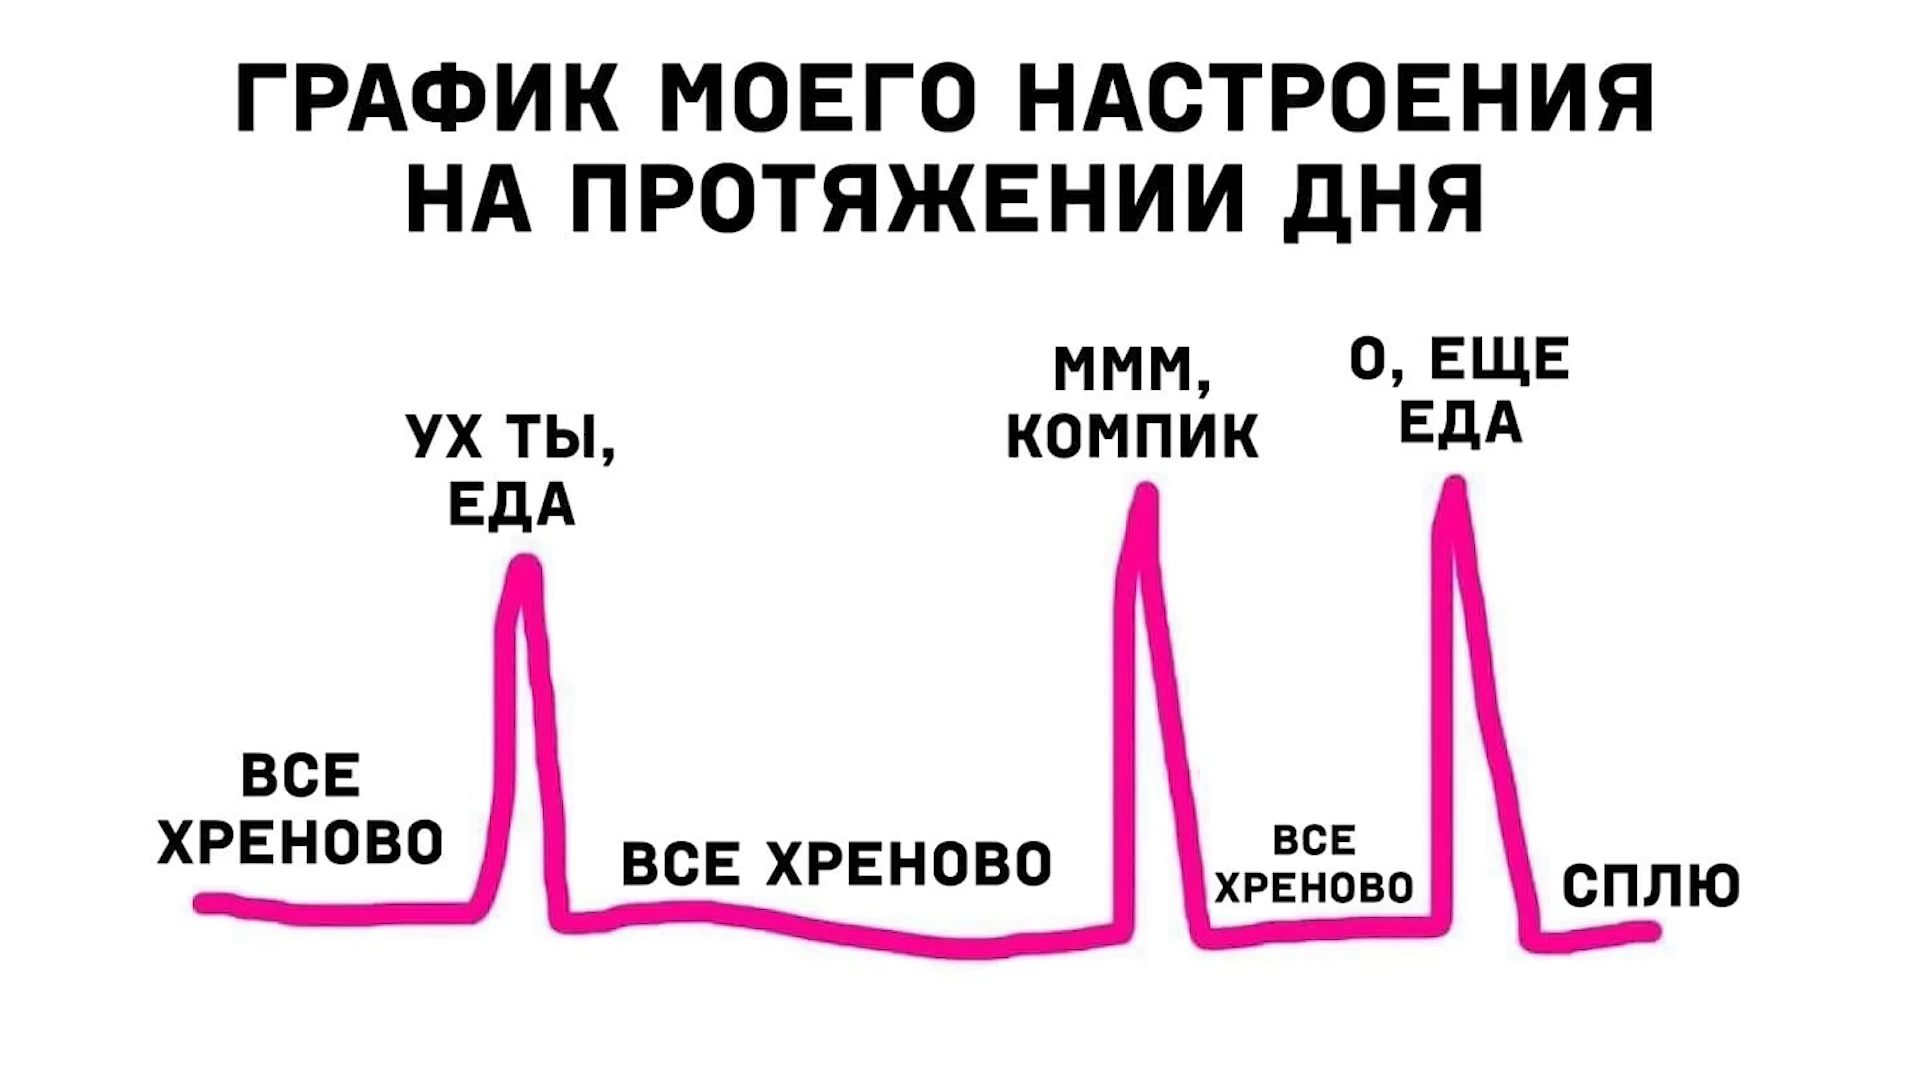 ГРАФИК МОЕГО НАСТРОЕНИЯ
НА ПРОТЯЖЕНИИ ДНЯ
ВСЕ
ХРЕНОВО
УХ ТЫ,
ЕДА
ВСЕ ХРЕНОВО
МММ,
КОМПИК
ВСЕ
ХРЕНОВО
О, ЕЩЕ
ЕДА
СПЛЮ